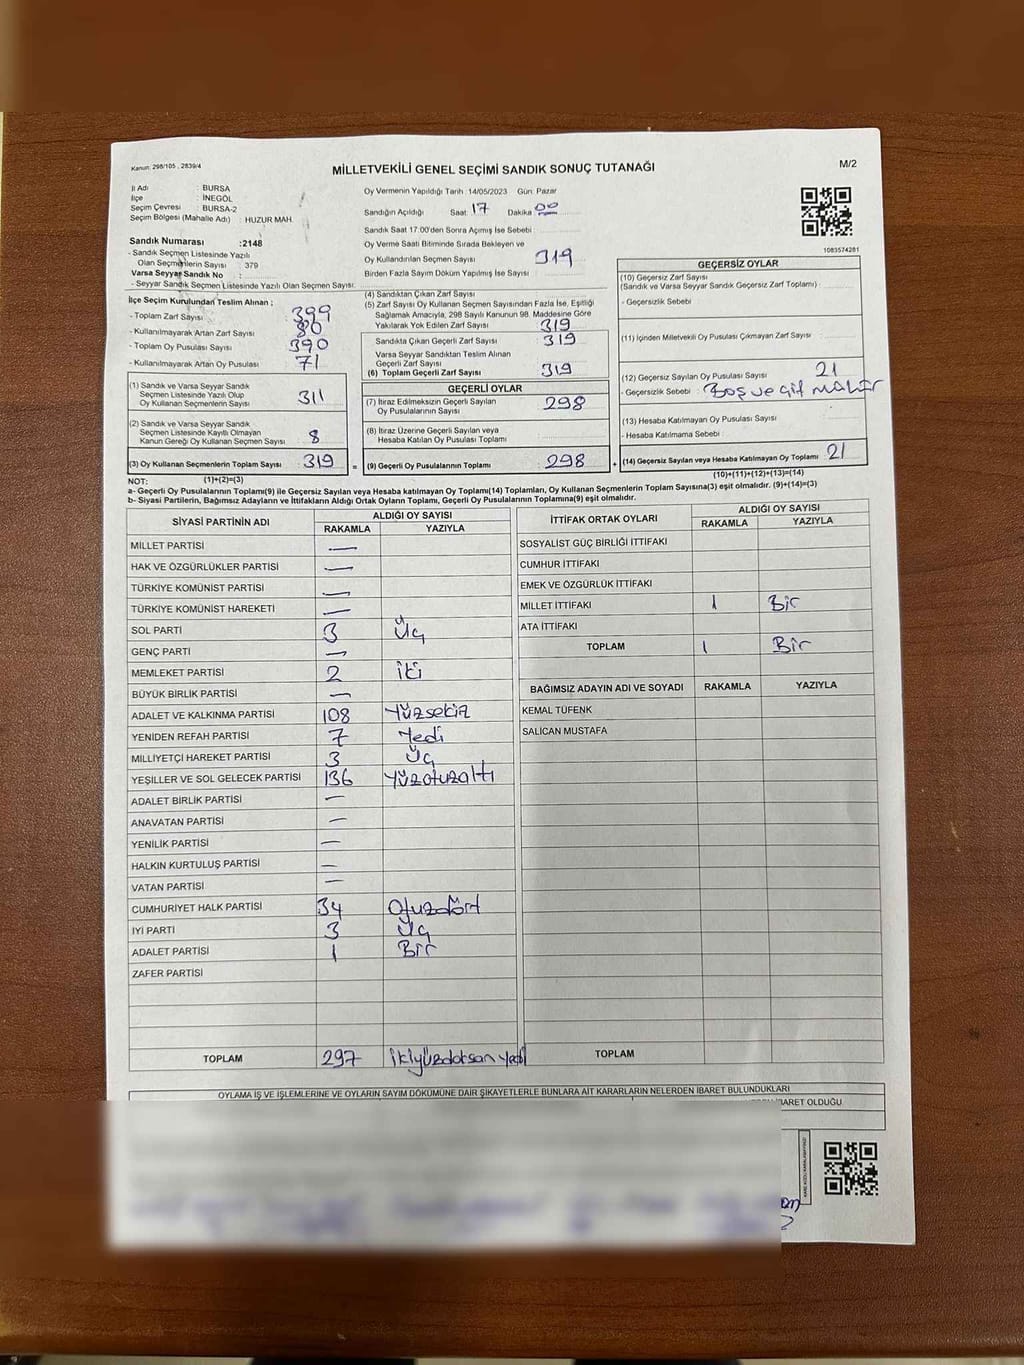 Kanun: 298/105 , 2839/4
MİLLETVEKİLİ GENEL SEÇİMİ SANDIK SONUÇ TUTANAĞI
M/2
İl Adı : BURSA
İlçe : İNEGÖL
Seçim Çevresi : BURSA-2
Seçim Bölgesi (Mahalle Adı) : HUZUR MAH.
Sandık Numarası :2148
- Sandık Seçmen Listesinde Yazılı
Olan Seçmenlerin Sayısı : 379
Varsa Seyyar Sandık No :
- Seyyar Sandık Seçmen Listesinde Yazılı Olan Seçmen Sayısı:
Oy Vermenin Yapıldığı Tarih :14/05/2023 Gün: Pazar
Sandığın Açıldığı Saat: 17 Dakika 00
Sandık Saat 17:00'den Sonra Açımış İse Sebebi :
Oy Verme Saati Bitiminde Sırada Bekleyen ve
Oy Kullandırılan Seçmen Sayısı : 319
Birden Fazla Sayım Döküm Yapılmış İse Sayısı :
1083574281
İlçe Seçim Kurulundan Teslim Alınan ;
- Toplam Zarf Sayısı : 399
- Kullanılmayarak Artan Zarf Sayısı : 80
- Toplam Oy Pusulası Sayısı : 390
- Kullanılmayarak Artan Oy Pusulası : 71
(1) Sandık ve Varsa Seyyar Sandık
Seçmen Listesinde Yazılı Olup
Oy Kullanan Seçmenlerin Sayısı : 311
(2) Sandık ve Varsa Seyyar Sandık
Seçmen Listesinde Kayıtlı Olmayan
Kanun Gereği Oy Kullanan Seçmen Sayısı : 8
(3) Oy Kullanan Seçmenlerin Toplam Sayısı : 319
(4) Sandıktan Çıkan Zarf Sayısı :
(5) Zarf Sayısı Oy Kullanan Seçmen Sayısından Fazla İse, Eşitliği
Sağlamak Amacıyla, 298 Sayılı Kanunun 98. Maddesine Göre
Yakılarak Yok Edilen Zarf Sayısı : 319
Sandıkta Çıkan Geçerli Zarf Sayısı : 319
Varsa Seyyar Sandıktan Teslim Alınan
Geçerli Zarf Sayısı
(6) Toplam Geçerli Zarf Sayısı : 319
GEÇERLİ OYLAR
(7) İtiraz Edilmeksizin Geçerli Sayılan
Oy Pusulalarının Sayısı : 298
(8) İtiraz Üzerine Geçerli Sayılan veya
Hesaba Katılan Oy Pusulası Toplamı :
= (9) Geçerli Oy Pusulalarının Toplamı : 298
GEÇERSİZ OYLAR
(10) Geçersiz Zarf Sayısı
(Sandık ve Varsa Seyyar Sandık Geçersiz Zarf Toplamı) :
- Geçersizlik Sebebi :
(11) İçinden Milletvekili Oy Pusulası Çıkmayan Zarf Sayısı :
(12) Geçersiz Sayılan Oy Pusulası Sayısı : 21
- Geçersizlik Sebebi : Boş ve çift mühür
(13) Hesaba Katılmayan Oy Pusulası Sayısı :
- Hesaba Katılmama Sebebi :
+ (14) Geçersiz Sayılan veya Hesaba Katılmayan Oy Toplamı : 21
NOT: (1)+(2)=(3)
(10)+(11)+(12)+(13)=(14)
a- Geçerli Oy Pusulalarının Toplamı(9) ile Geçersiz Sayılan veya Hesaba katılmayan Oy Toplamı(14) Toplamları, Oy Kullanan Seçmenlerin Toplam Sayısına(3) eşit olmalıdır. (9)+(14)=(3)
b- Siyasi Partilerin, Bağımsız Adayların ve İttifakların Aldığı Ortak Oyların Toplamı, Geçerli Oy Pusulalarının Toplamına(9) eşit olmalıdır.
SİYASİ PARTİNİN ADI ALDIĞI OY SAYISI
RAKAMLA YAZIYLA
MİLLET PARTİSİ —
HAK VE ÖZGÜRLÜKLER PARTİSİ —
TÜRKİYE KOMÜNİST PARTİSİ —
TÜRKİYE KOMÜNİST HAREKETİ —
SOL PARTİ 3 Üç
GENÇ PARTİ —
MEMLEKET PARTİSİ 2 iki
BÜYÜK BİRLİK PARTİSİ —
ADALET VE KALKINMA PARTİSİ 108 Yüzsekiz
YENİDEN REFAH PARTİSİ 7 Yedi
MİLLİYETÇİ HAREKET PARTİSİ 3 Üç
YEŞİLLER VE SOL GELECEK PARTİSİ 136 Yüzotuzaltı
ADALET BİRLİK PARTİSİ —
ANAVATAN PARTİSİ —
YENİLİK PARTİSİ —
HALKIN KURTULUŞ PARTİSİ —
VATAN PARTİSİ —
CUMHURİYET HALK PARTİSİ 34 Otuzdört
İYİ PARTİ 3 Üç
ADALET PARTİSİ 1 Bir
ZAFER PARTİSİ
TOPLAM 297 ikiyüzdoksanyedi
İTTİFAK ORTAK OYLARI ALDIĞI OY SAYISI
RAKAMLA YAZIYLA
SOSYALİST GÜÇ BİRLİĞİ İTTİFAKI
CUMHUR İTTİFAKI
EMEK VE ÖZGÜRLÜK İTTİFAKI
MİLLET İTTİFAKI 1 Bir
ATA İTTİFAKI
TOPLAM 1 Bir
BAĞIMSIZ ADAYIN ADI VE SOYADI RAKAMLA YAZIYLA
KEMAL TÜFENK
SALİCAN MUSTAFA
TOPLAM
OYLAMA İŞ VE İŞLEMLERİNE VE OYLARIN SAYIM DÖKÜMÜNE DAİR ŞİKAYETLERLE BUNLARA AİT KARARLARIN NELERDEN İBARET BULUNDUKLARI
İBARET OLDUĞU